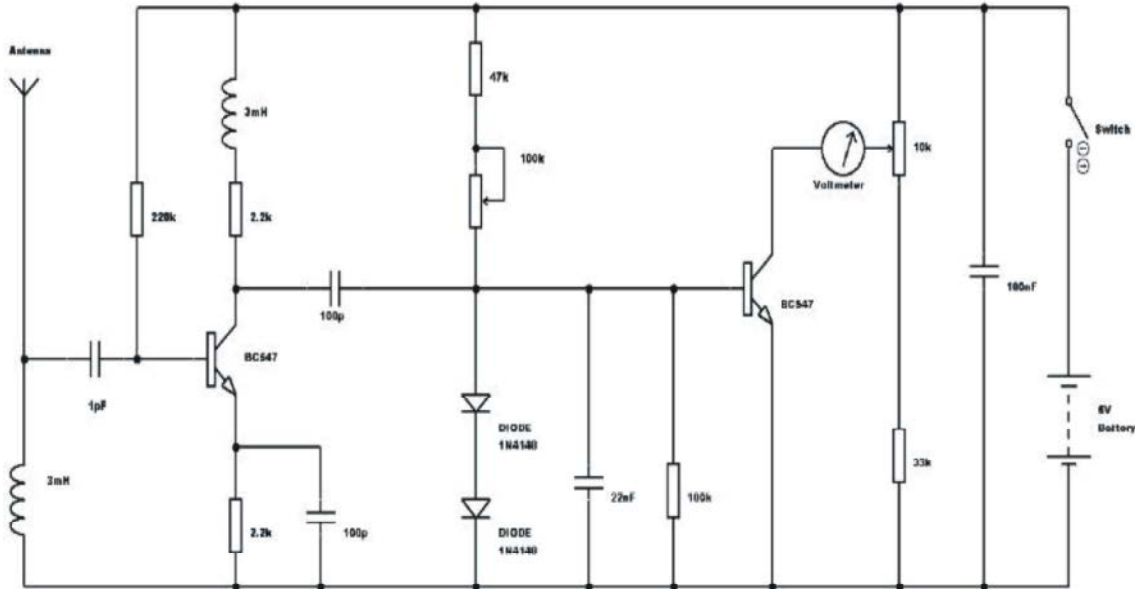 Antenna
3mH
47k
100k
2.2k
Voltmeter
10k
Switch
100p
BC547
BC547
100nF
1pF
6V
Battery
DIODE
1N4148
33k
3mH
2.2k
100p
22nF
100k
DIODE
1N4148